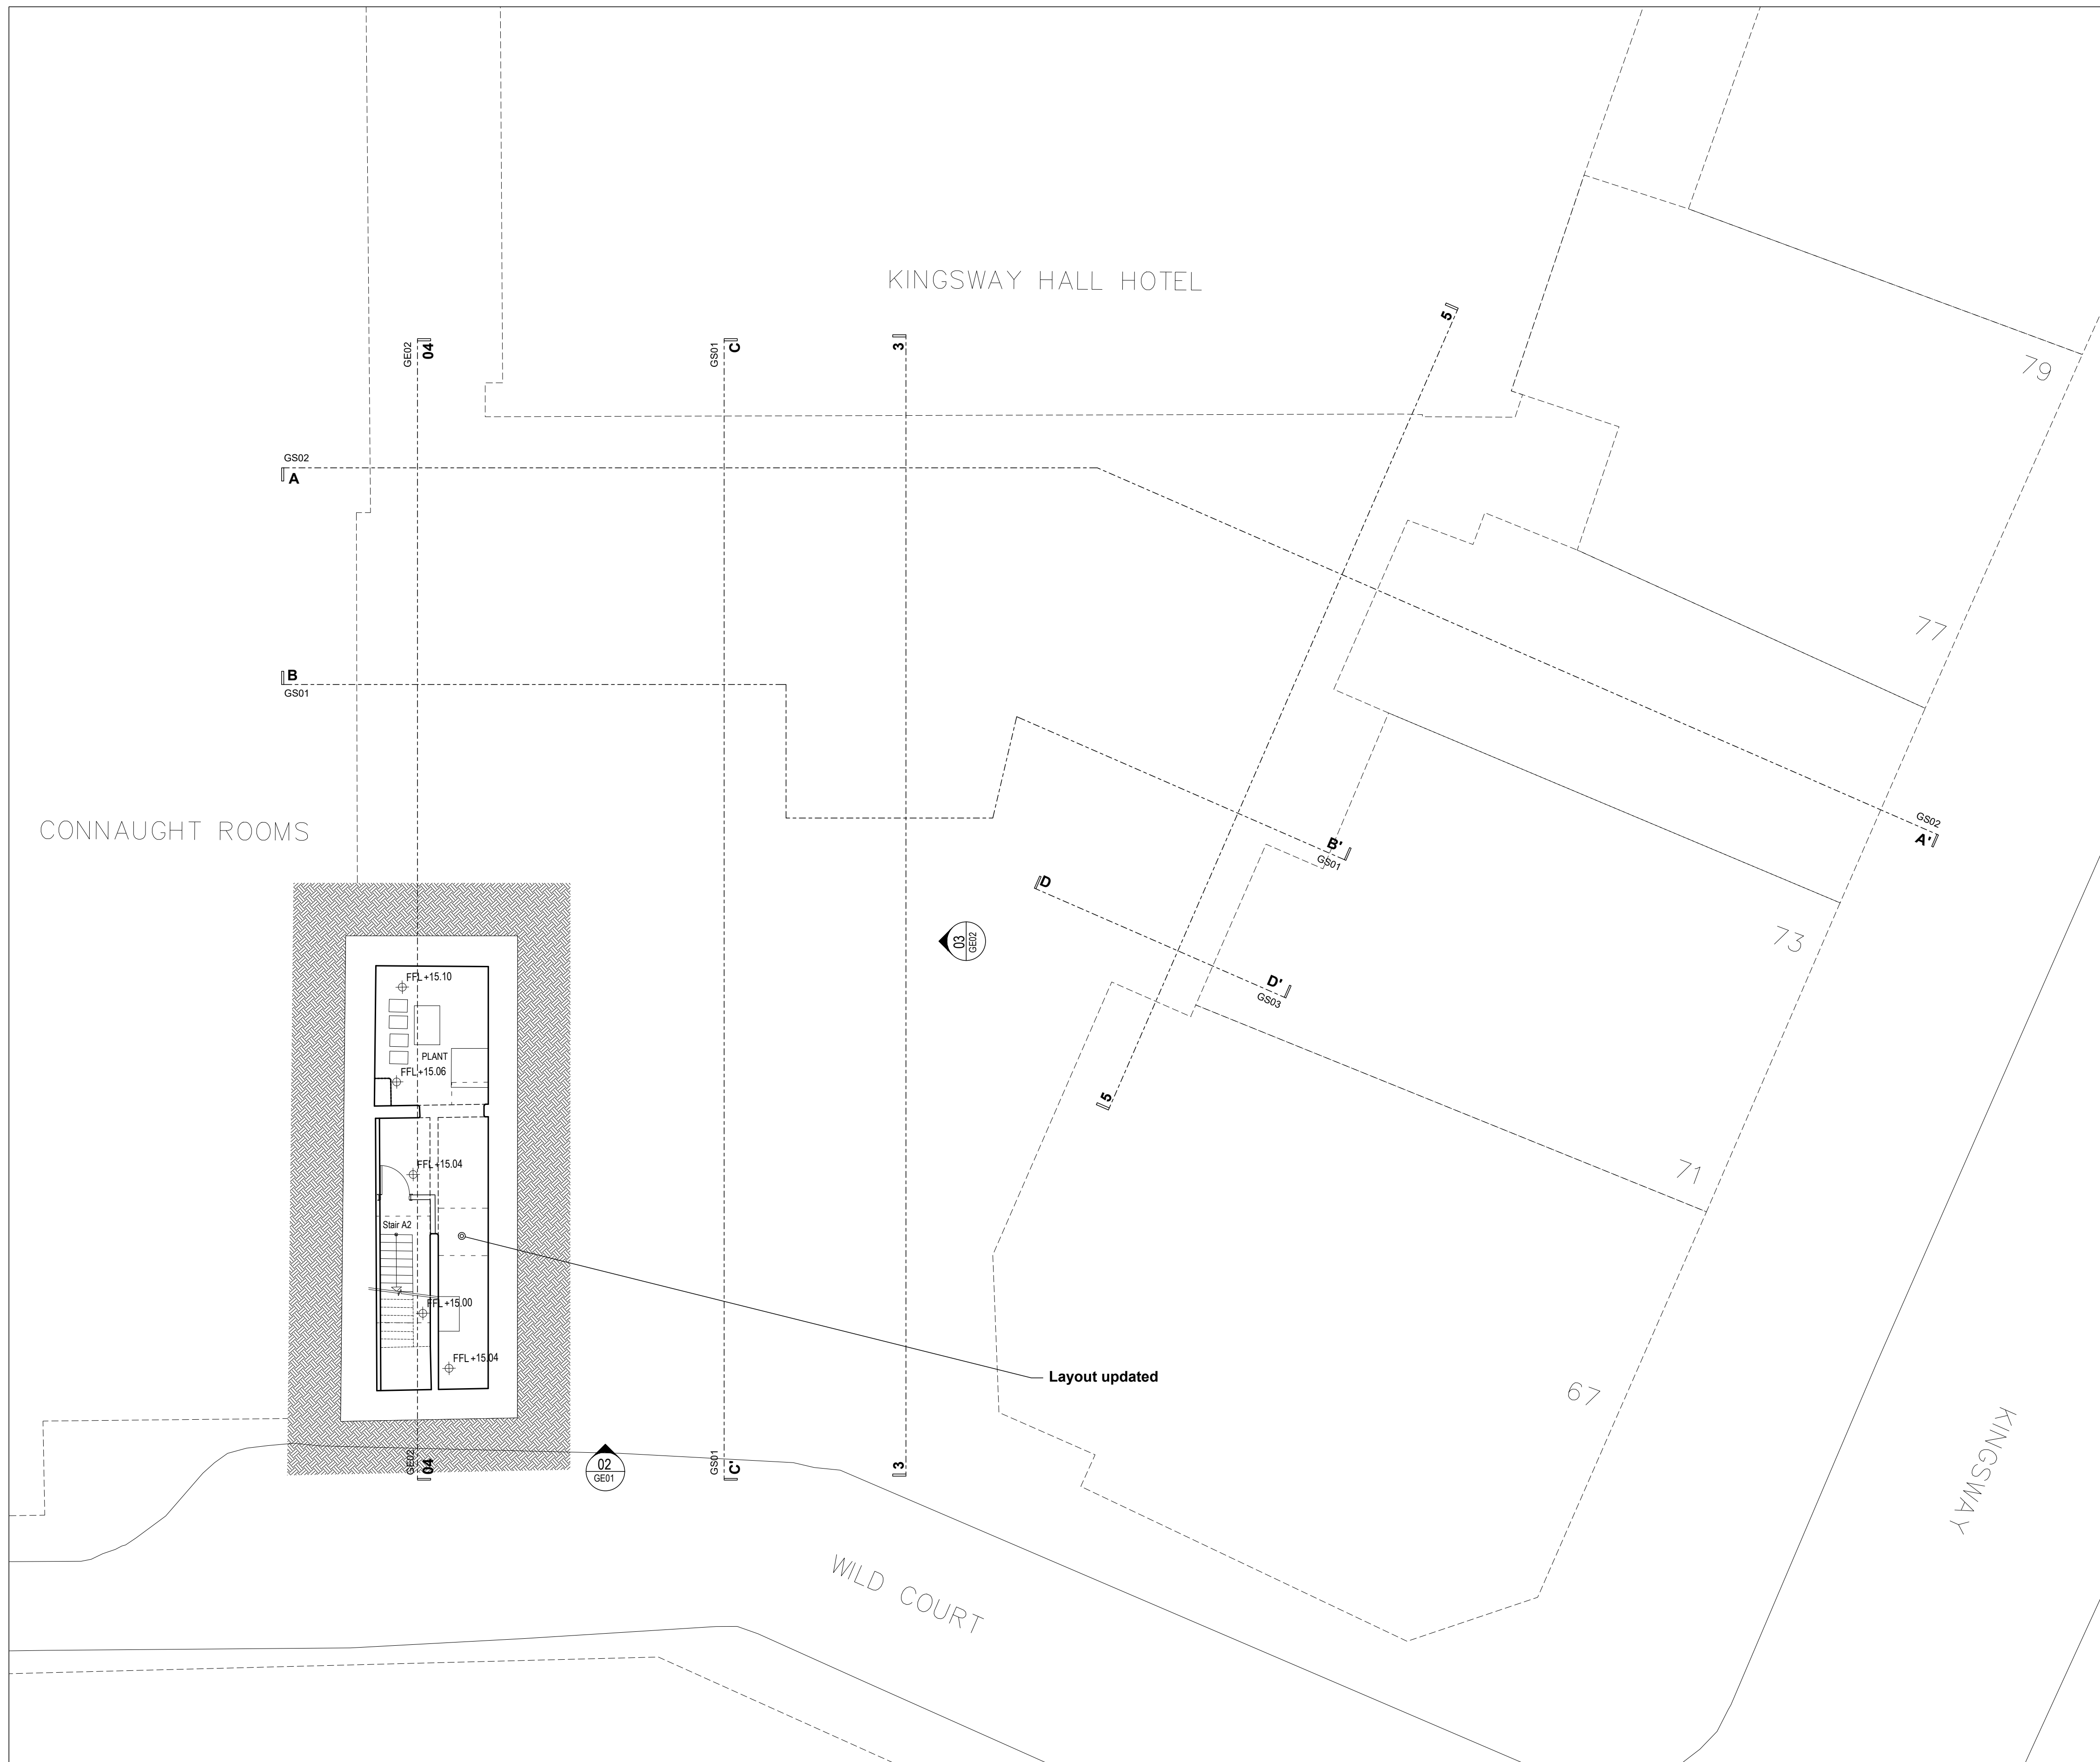 KINGSWAY HALL HOTEL
5
79
GE02
04
GS01
C
3
GS02
A
77
B
GS01
CONNAUGHT ROOMS
GS02
A'
B'
GS01
D
03
GE02
73
D'
GS03
FFL +15.10
PLANT
FFL +15.06
5
FFL +15.04
71
Stair A2
FFL +15.00
FFL +15.04
Layout updated
67
KINGSWAY
GE02
04
02
GE01
GS01
C'
3
WILD COURT